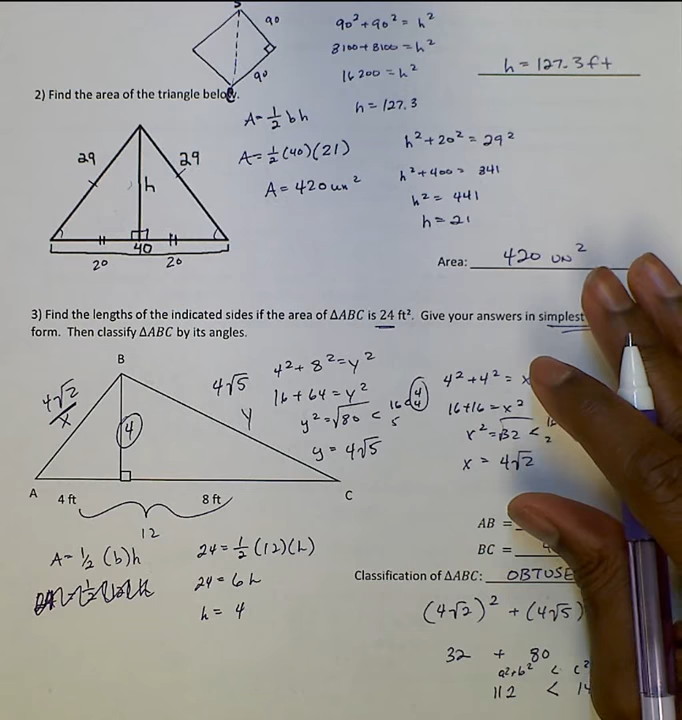 S
90
90
90² + 90² = h²
8100 + 8100 = h²
16200 = h²
h = 127.3
h = 127.3 ft
2) Find the area of the triangle below.
29
29
h
40
20
20
A = 1/2 bh
A = 1/2 (40)(21)
A = 420 un²
h² + 20² = 29²
h² + 400 = 841
h² = 441
h = 21
Area: 420 UN²
3) Find the lengths of the indicated sides if the area of ΔABC is 24 ft². Give your answers in simplest
form. Then classify ΔABC by its angles.
B
4√2
x
4
4√5
y
A
4 ft
8 ft
C
12
4² + 8² = y²
16 + 64 = y²
y² = √80 < 16 < 4 4
5
y = 4√5
4² + 4² = x
16 + 16 = x²
x² = √32 <
2
x = 4√2
A = 1/2 (b)h
24 = 1/2 (12)(h)
24 = 6h
h = 4
AB =
BC =
Classification of ΔABC: OBTUSE
(4√2)² + (4√5)
32 + 80
a² + b² < c²
112 < 14